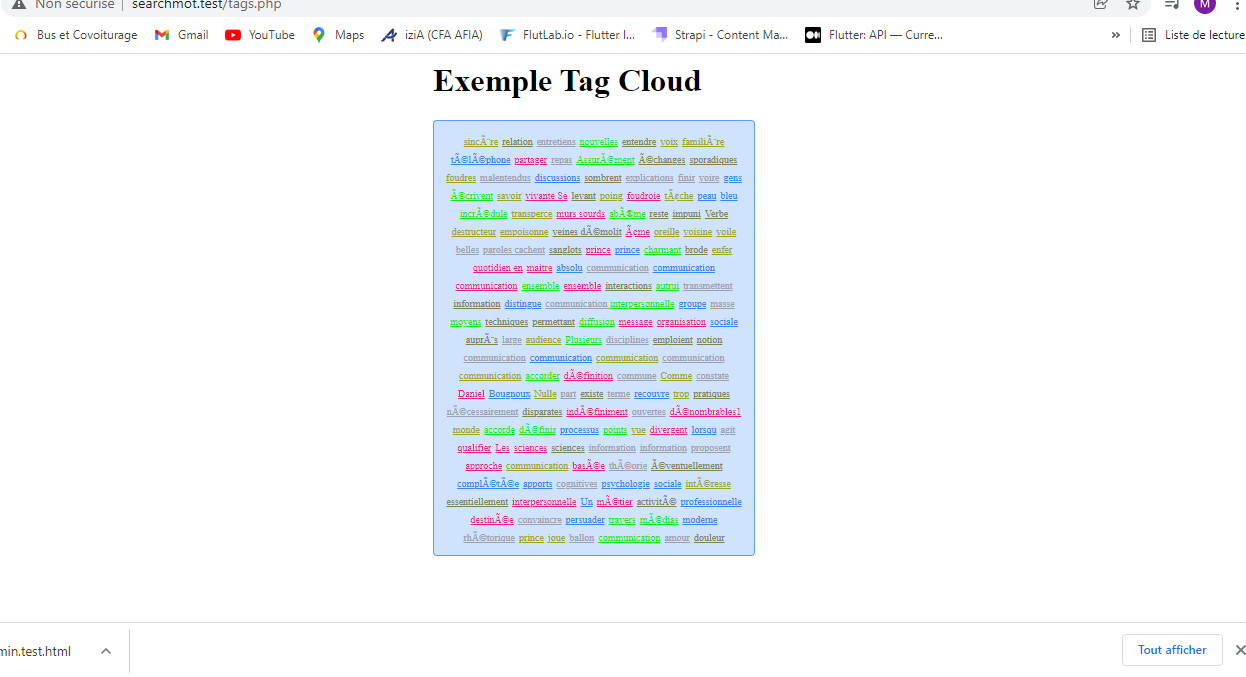 Non sécurisé | searchmot.test/tags.php
M
Bus et Covoiturage Gmail YouTube Maps iziA (CFA AFIA) FlutLab.io - Flutter I... Strapi - Content Ma... Flutter: API — Curre... » Liste de lecture
Exemple Tag Cloud
sincÃ¨re relation entretiens nouvelles entendre voix familiÃ¨re
tÃ©lÃ©phone partager repas AssurÃ©ment Ã©changes sporadiques
foudres malentendus discussions sombrent explications finir voire gens
Ã©crivent savoir vivante Se levant poing foudroie tÃ¢che peau bleu
incrÃ©dule transperce murs sourds abÃ®me reste impuni Verbe
destructeur empoisonne veines dÃ©molit Ã¢me oreille voisine voile
belles paroles cachent sanglots prince prince charmant brode enfer
quotidien en maitre absolu communication communication
communication ensemble ensemble interactions autrui transmettent
information distingue communication interpersonnelle groupe masse
moyens techniques permettant diffusion message organisation sociale
auprÃ¨s large audience Plusieurs disciplines emploient notion
communication communication communication communication
communication accorder dÃ©finition commune Comme constate
Daniel Bougnoux Nulle part existe terme recouvre trop pratiques
nÃ©cessairement disparates indÃ©finiment ouvertes dÃ©nombrables1
monde accorde dÃ©finir processus points vue divergent lorsqu agit
qualifier Les sciences sciences information information proposent
approche communication basÃ©e thÃ©orie Ã©ventuellement
complÃ©tÃ©e apports cognitives psychologie sociale intÃ©resse
essentiellement interpersonnelle Un mÃ©tier activitÃ© professionnelle
destinÃ©e convaincre persuader travers mÃ©dias moderne
rhÃ©torique prince joue ballon communication amour douleur
min.test.html
Tout afficher